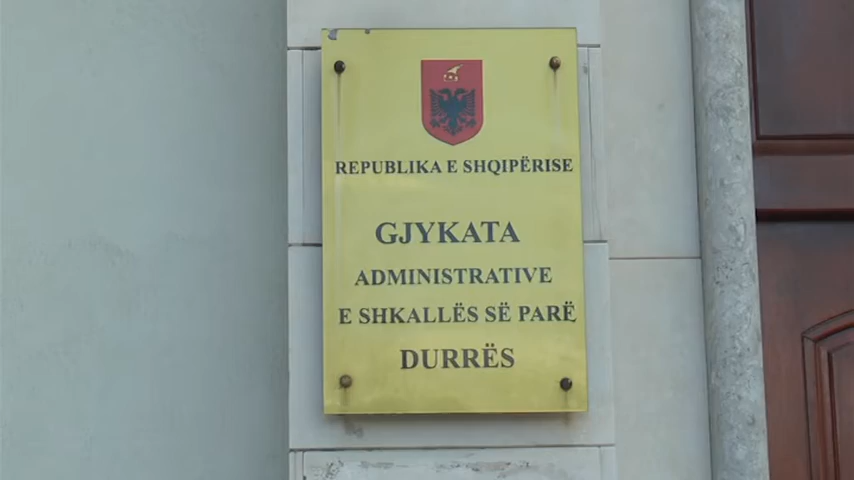 REPUBLIKA E SHQIPËRISE
GJYKATA
ADMINISTRATIVE
E SHKALLËS SË PARË
DURRËS